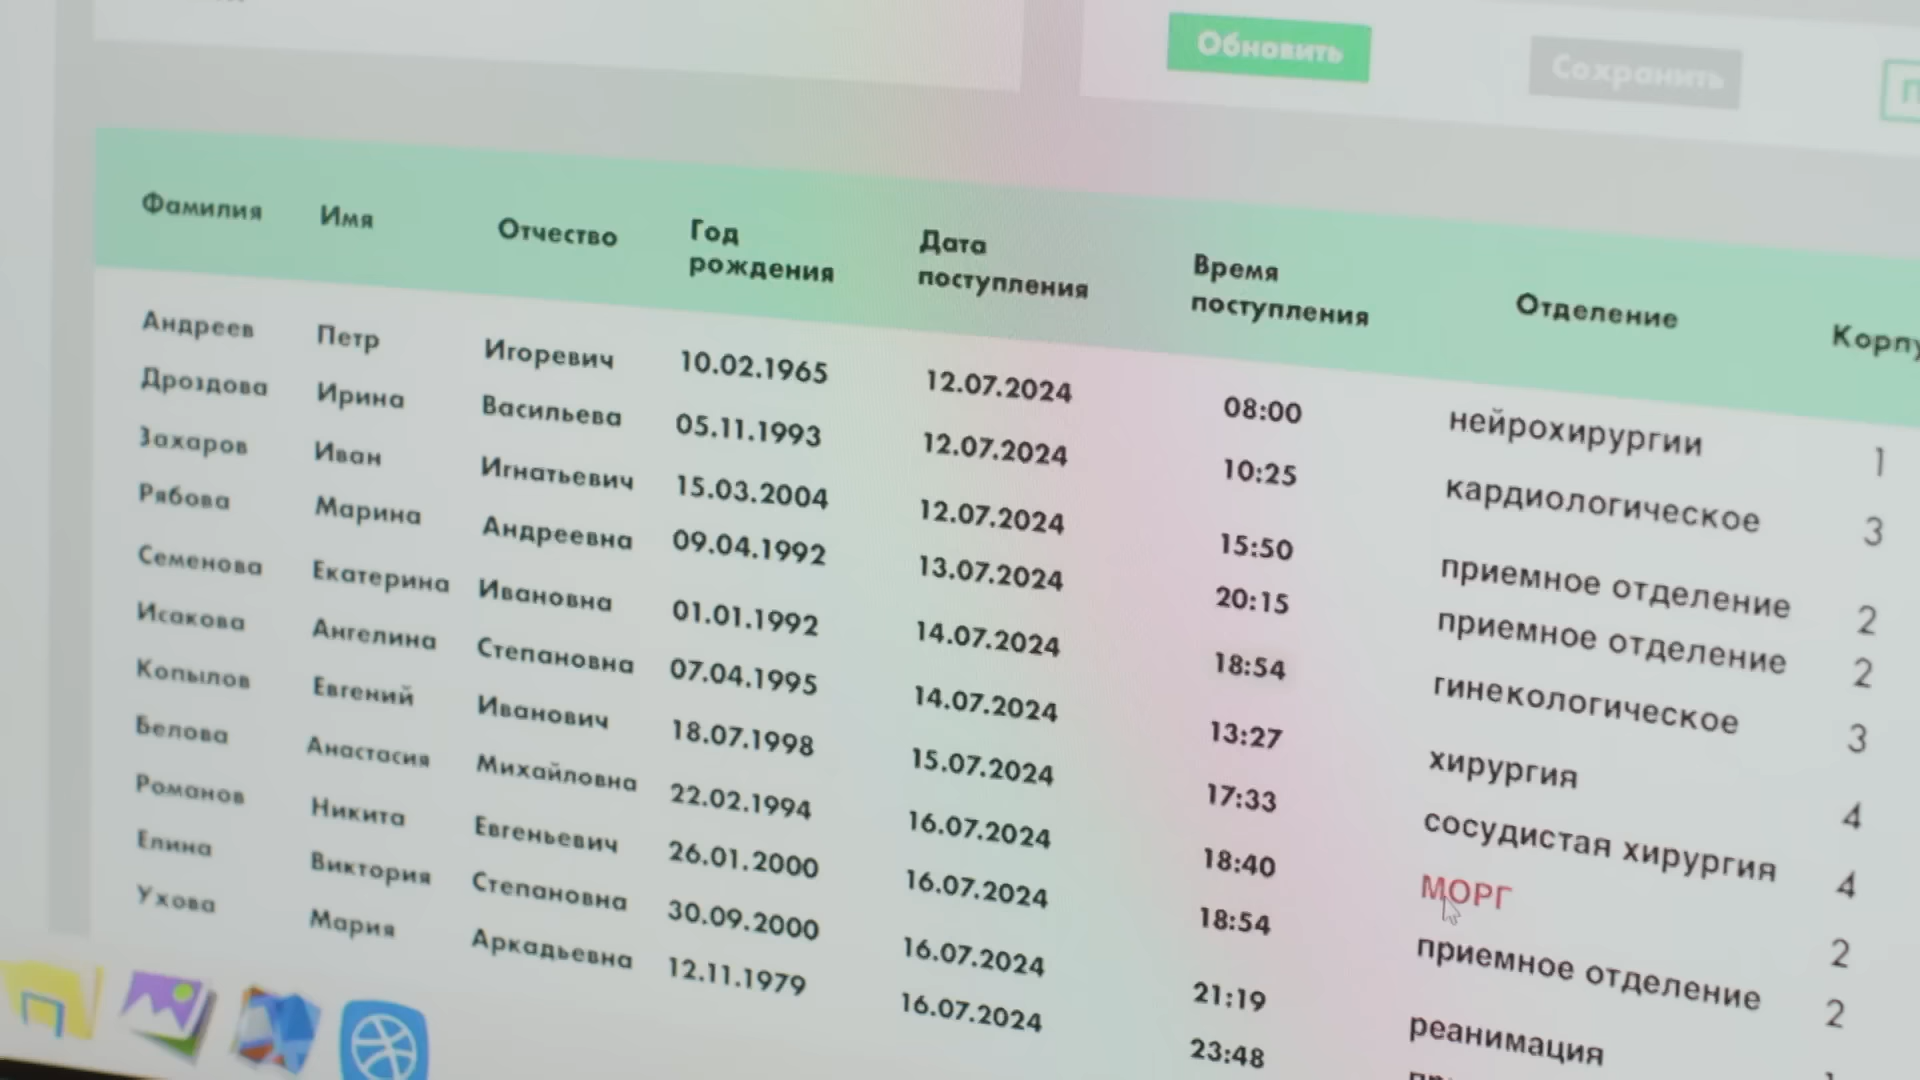 Обновить
Сохранить
Фамилия Имя Отчество Год рождения Дата поступления Время поступления Отделение
Андреев Петр Игоревич 10.02.1965 12.07.2024 08:00 нейрохирургии 1
Дроздова Ирина Васильева 05.11.1993 12.07.2024 10:25 кардиологическое 3
Захаров Иван Игнатьевич 15.03.2004 12.07.2024 15:50 приемное отделение 2
Рябова Марина Андреевна 09.04.1992 13.07.2024 20:15 приемное отделение 2
Семенова Екатерина Ивановна 01.01.1992 14.07.2024 18:54 гинекологическое 3
Исакова Ангелина Степановна 07.04.1995 14.07.2024 13:27 хирургия 4
Копылов Евгений Иванович 18.07.1998 15.07.2024 17:33 сосудистая хирургия 4
Белова Анастасия Михайловна 22.02.1994 16.07.2024 18:40 МОРГ 2
Романов Никита Евгеньевич 26.01.2000 16.07.2024 18:54 приемное отделение 2
Елина Виктория Степановна 30.09.2000 16.07.2024 21:19 реанимация
Ухова Мария Аркадьевна 12.11.1979 16.07.2024 23:48